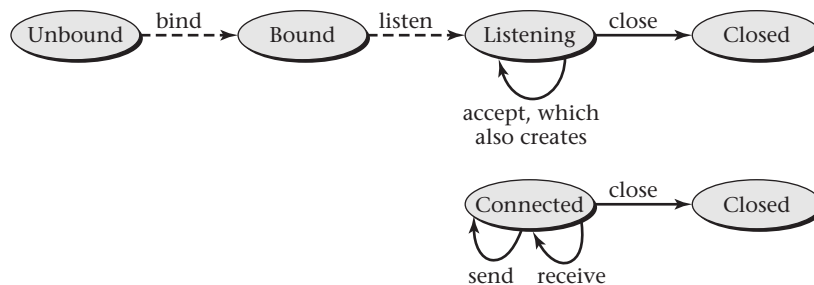 bind
listen
close
Unbound
Bound
Listening
Closed
accept, which
also creates
close
Connected
Closed
send
receive